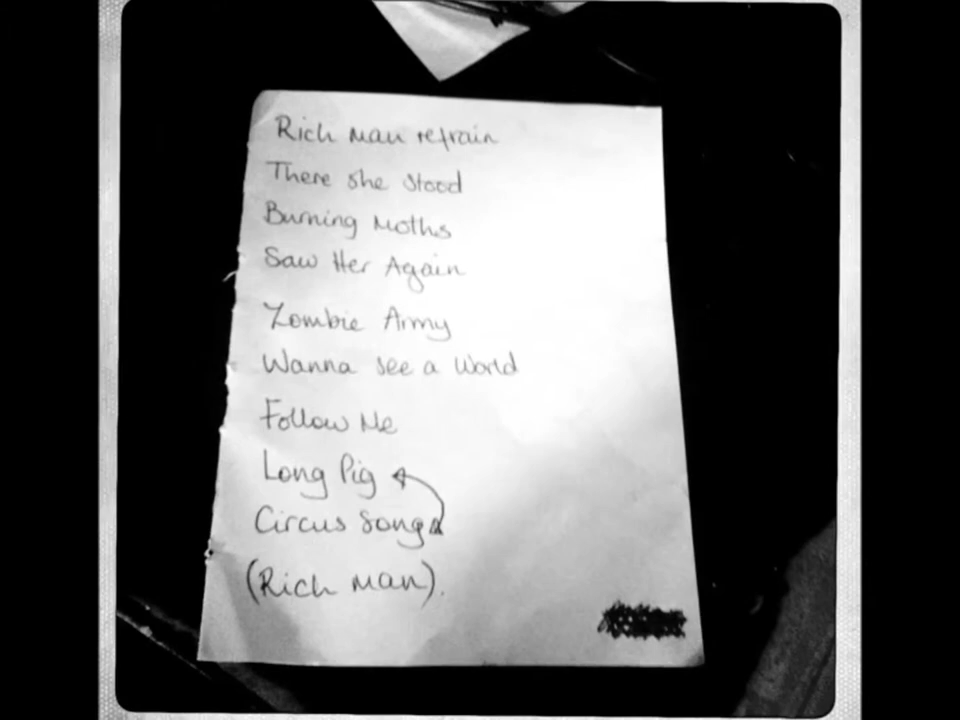 Rich man refrain
There she stood
Burning Moths
Saw Her Again
Zombie Army
Wanna see a World
Follow Me
Long Pig
Circus Song
(Rich man).